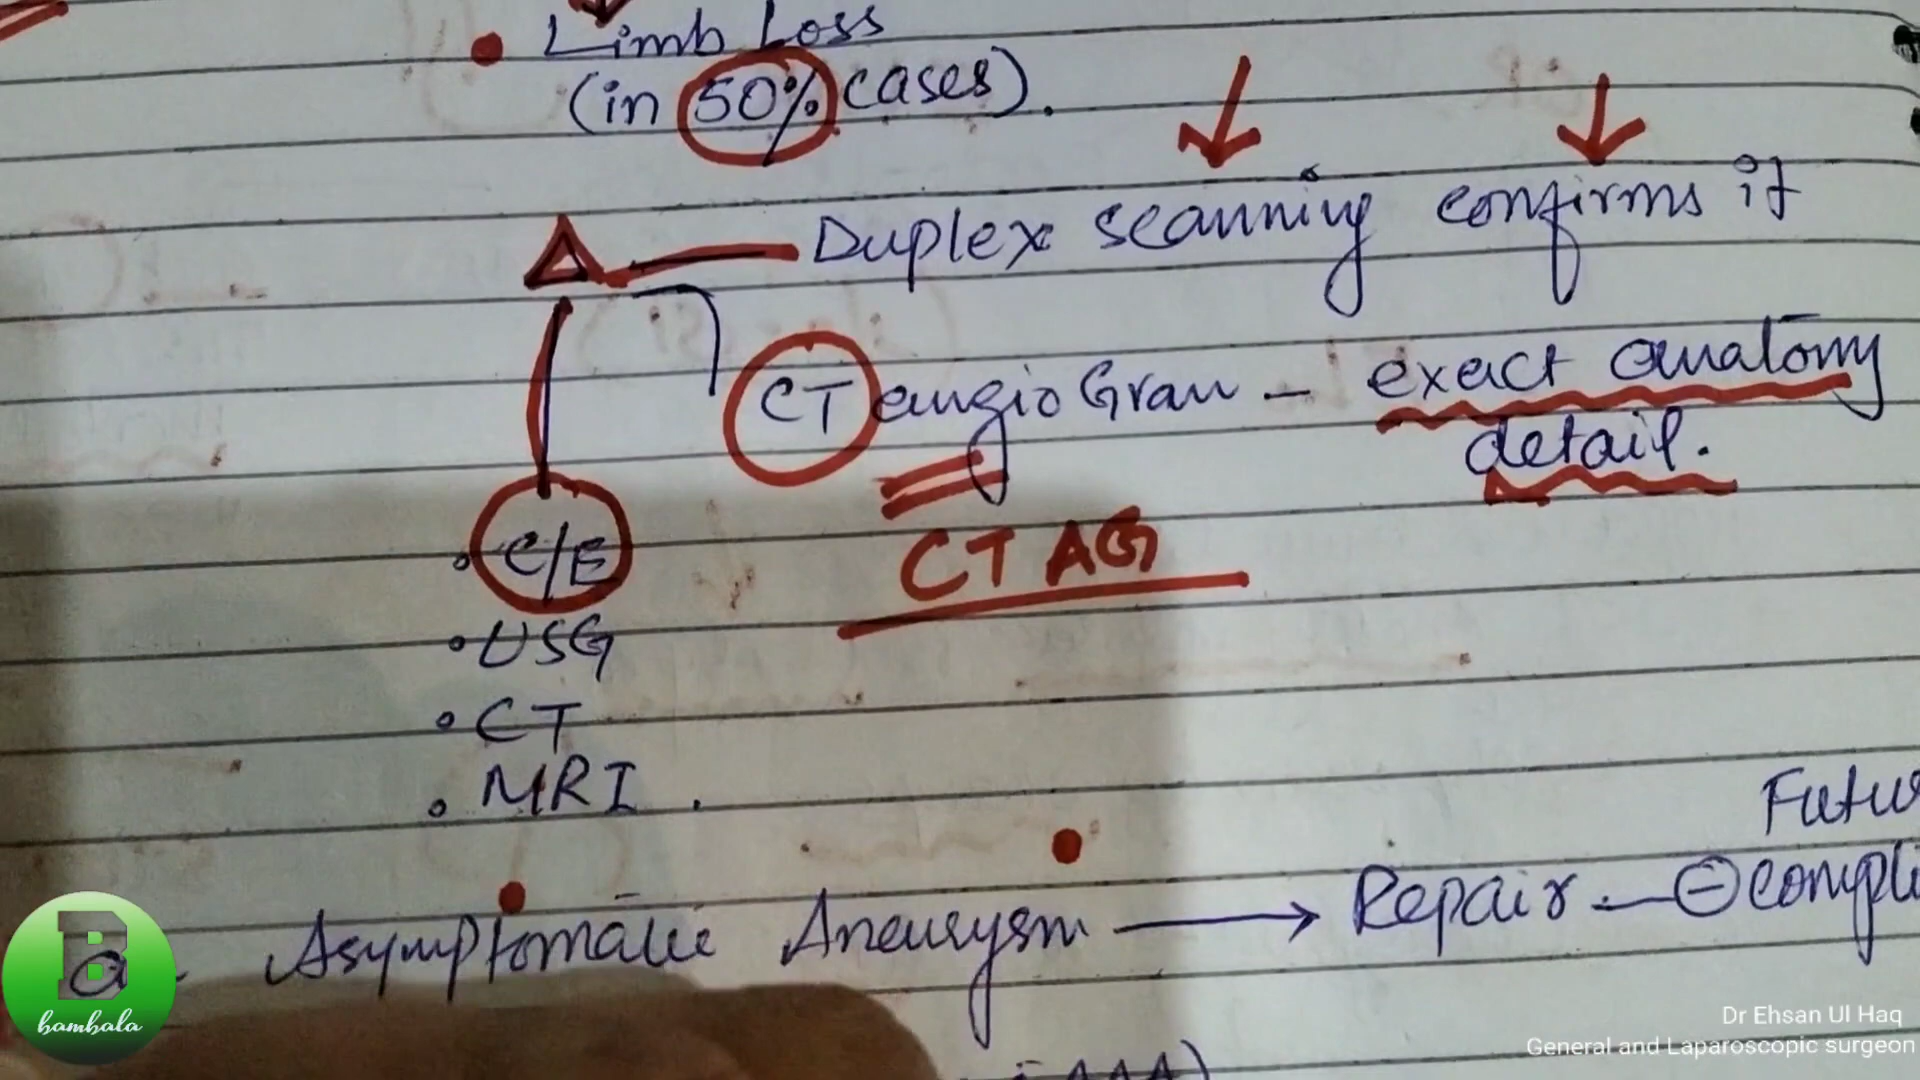 • Limb Loss
(in 50% cases).
Δ — Duplex scanning confirms it
CT angioGram - exact anatomy
detail.
CT AG
• C/E
• USG
• CT
• MRI.
Futu
Asymptomatic Aneurysm → Repair - ⊖ compli
AAA)
B
a
bambala
Dr Ehsan Ul Haq
General and Laparoscopic surgeon